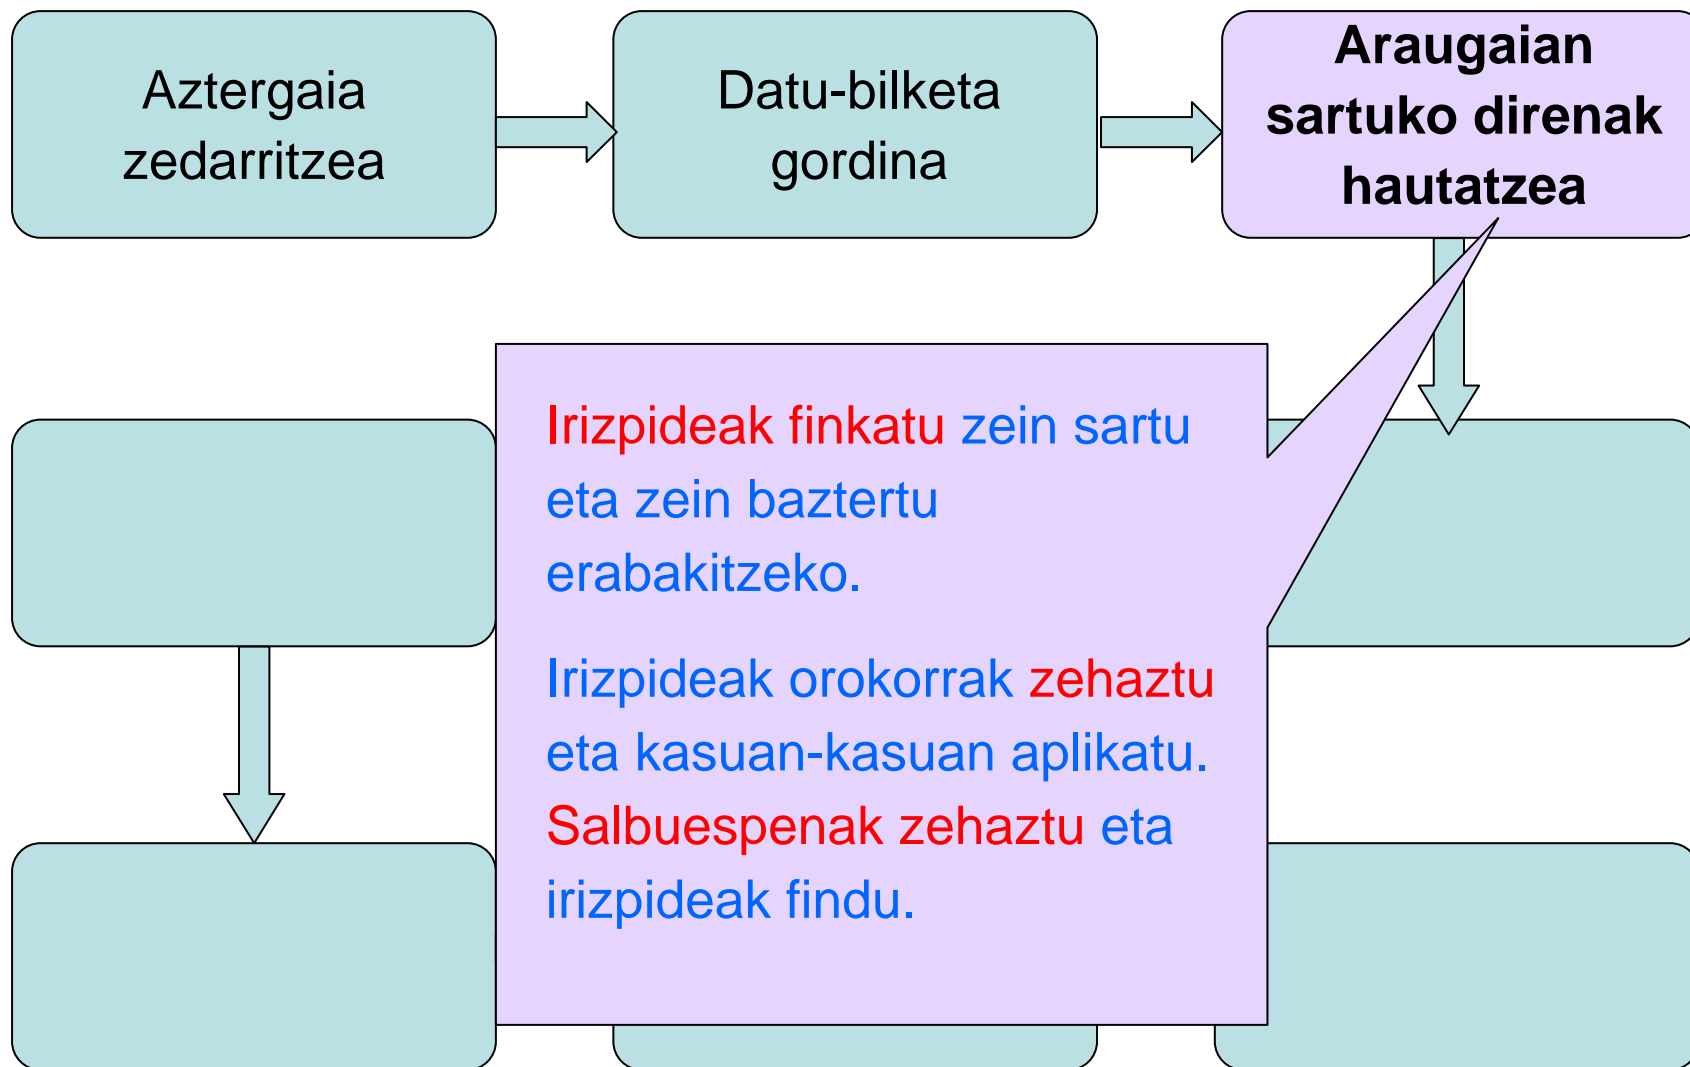 Aztergaia
zedarritzea
Datu-bilketa
gordina
Araugaian
sartuko direnak
hautatzea
Irizpideak finkatu zein sartu
eta zein baztertu
erabakitzeko.
Irizpideak orokorrak zehaztu
eta kasuan-kasuan aplikatu.
Salbuespenak zehaztu eta
irizpideak findu.